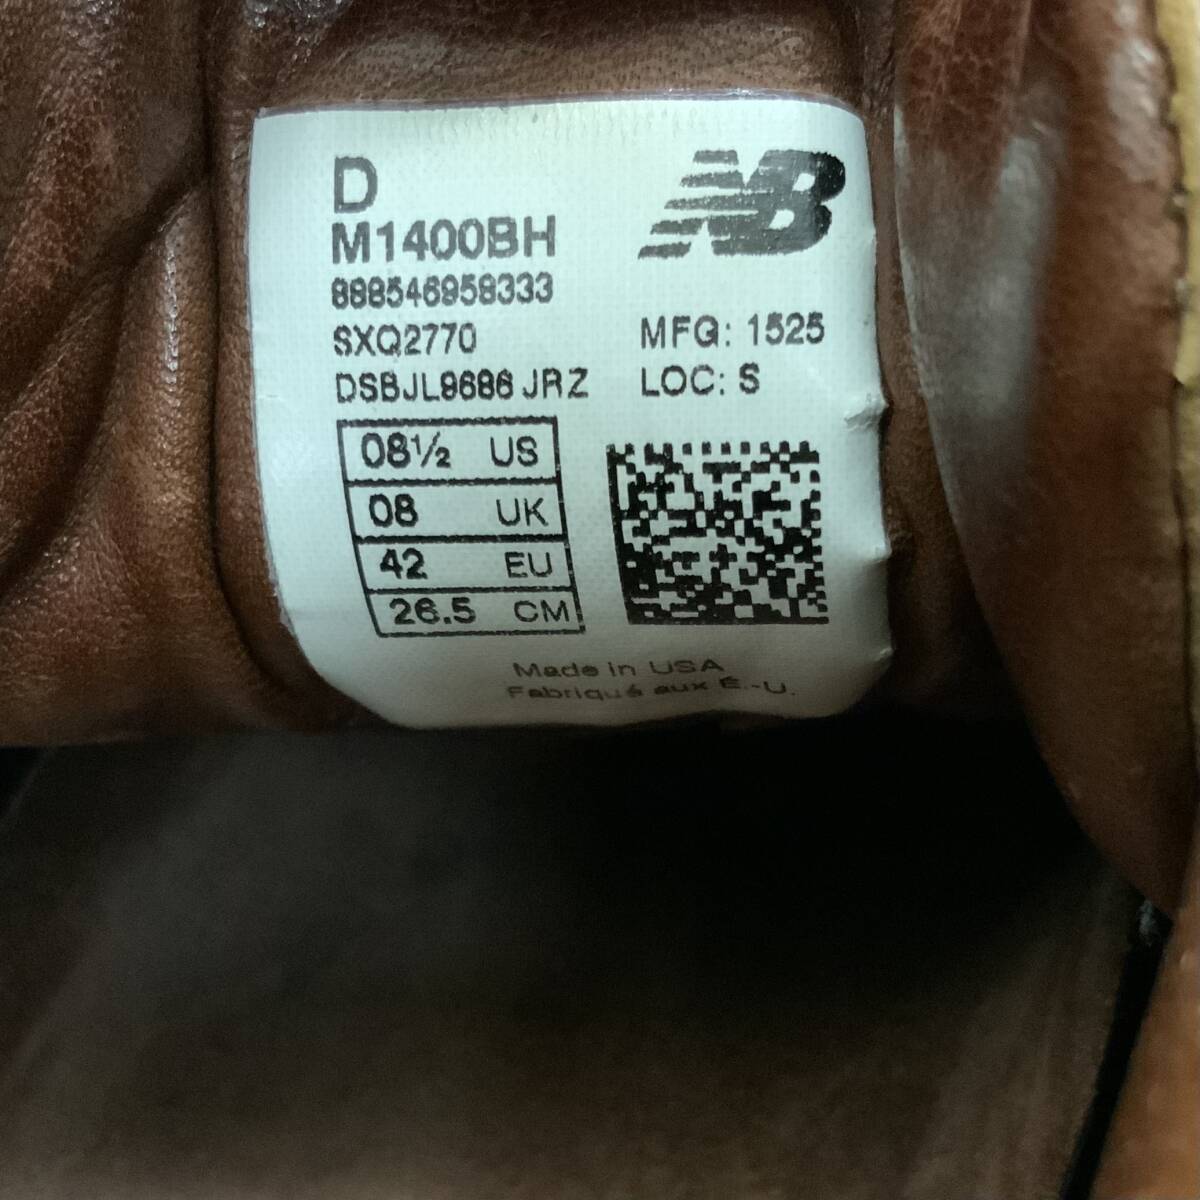 D
NB
M1400BH
888546958333
SXQ2770
MFG: 1525
DSBJL9686 JRZ
LOC: S
08½ US
08 UK
42 EU
26.5 CM
Made in USA
Fabriqué aux É.-U.